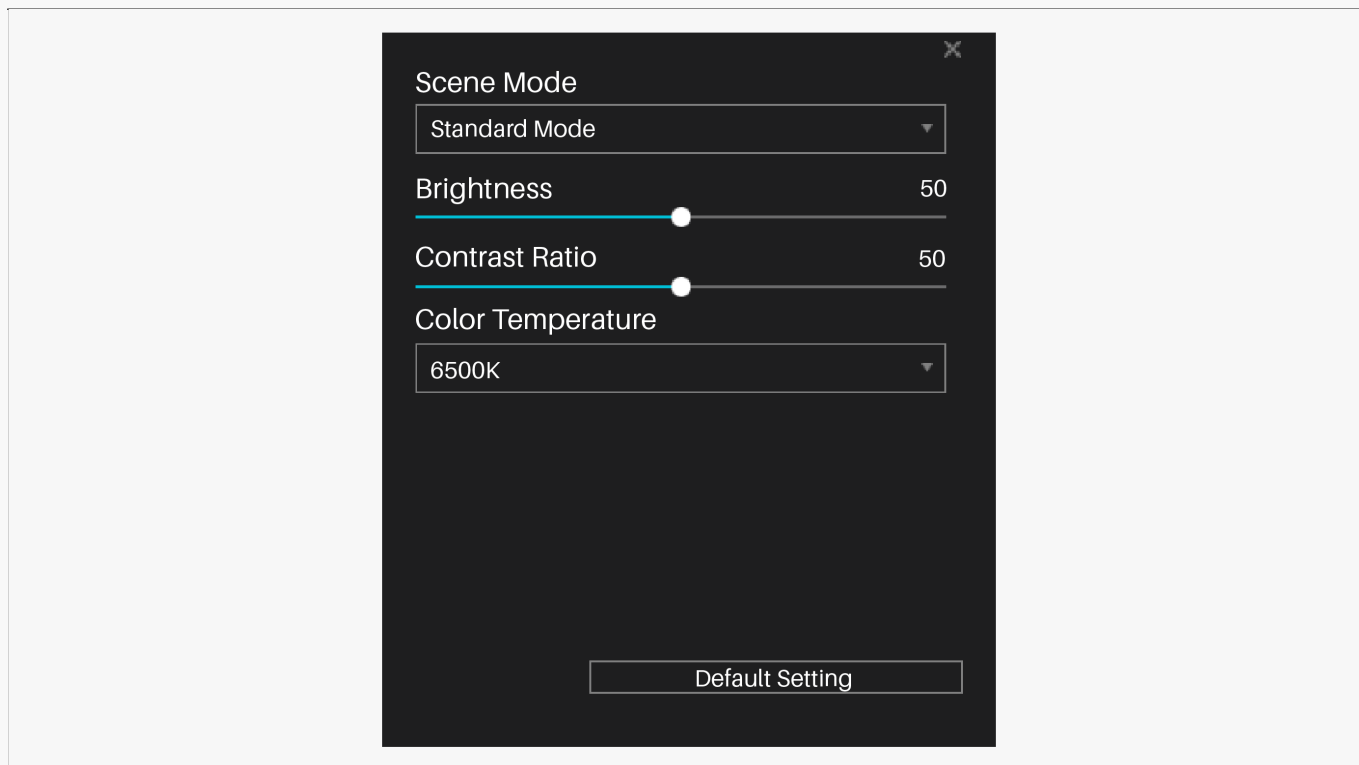 Scene Mode
Standard Mode
Brightness 50
Contrast Ratio 50
Color Temperature
6500K
Default Setting